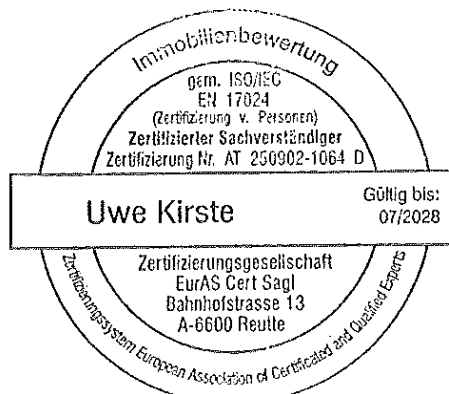 Immobilienbewertung
gem. ISO/IEC
EN 17024
(Zertifizierung v. Personen)
Zertifizierter Sachverständiger
Zertifizierung Nr. AT 250902-1064 D
Uwe Kirste
Gültig bis:
07/2028
Zertifizierungsgesellschaft
EurAS Cert Sagl
Bahnhofstrasse 13
A-6600 Reutte
Zertifizierungssystem European Association of Certificated and Qualified Experts